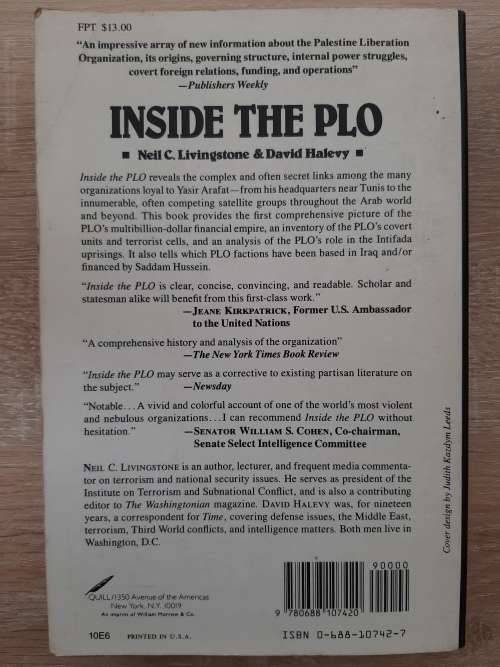 FPT $13.00
"An impressive array of new information about the Palestine Liberation
Organization, its origins, governing structure, internal power struggles,
covert foreign relations, funding, and operations"
—Publishers Weekly
INSIDE THE PLO
■ Neil C. Livingstone & David Halevy ■
Inside the PLO reveals the complex and often secret links among the many
organizations loyal to Yasir Arafat—from his headquarters near Tunis to the
innumerable, often competing satellite groups throughout the Arab world
and beyond. This book provides the first comprehensive picture of the
PLO's multibillion-dollar financial empire, an inventory of the PLO's covert
units and terrorist cells, and an analysis of the PLO's role in the Intifada
uprisings. It also tells which PLO factions have been based in Iraq and/or
financed by Saddam Hussein.
"Inside the PLO is clear, concise, convincing, and readable. Scholar and
statesman alike will benefit from this first-class work."
—JEANE KIRKPATRICK, Former U.S. Ambassador
to the United Nations
"A comprehensive history and analysis of the organization"
—The New York Times Book Review
"Inside the PLO may serve as a corrective to existing partisan literature on
the subject." —Newsday
"Notable...A vivid and colorful account of one of the world's most violent
and nebulous organizations...I can recommend Inside the PLO without
hesitation." —SENATOR WILLIAM S. COHEN, Co-chairman,
Senate Select Intelligence Committee
NEIL C. LIVINGSTONE is an author, lecturer, and frequent media commenta-
tor on terrorism and national security issues. He serves as president of the
Institute on Terrorism and Subnational Conflict, and is also a contributing
editor to The Washingtonian magazine. DAVID HALEVY was, for nineteen
years, a correspondent for Time, covering defense issues, the Middle East,
terrorism, Third World conflicts, and intelligence matters. Both men live in
Washington, D.C.
Cover design by Judith Kazdym Leeds
QUILL/1350 Avenue of the Americas
New York, N.Y. 10019
An imprint of William Morrow & Co.
10E6 PRINTED IN U.S.A.
90000
9 780688 107420
ISBN 0-688-10742-7